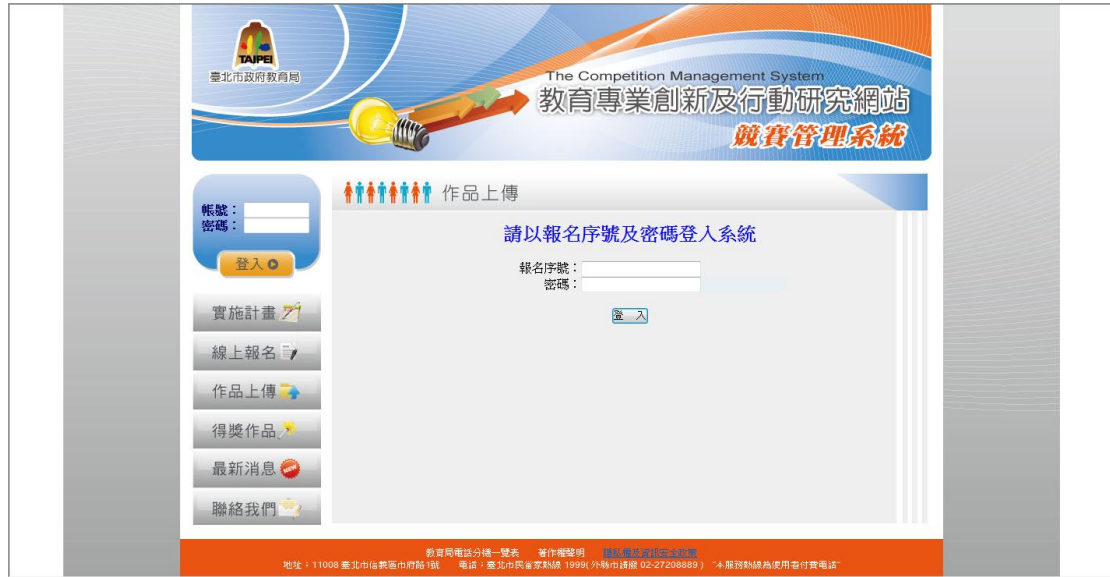 TAIPEI
臺北市政府教育局
The Competition Management System
教育專業創新及行動研究網站
競賽管理系統
帳號：
密碼：
登入
作品上傳
請以報名序號及密碼登入系統
報名序號：
密碼：
登 入
實施計畫
線上報名
作品上傳
得獎作品
最新消息 NEW
聯絡我們
教育局電話分機一覽表 著作權聲明 隱私權及資訊安全政策
地址：11008 臺北市信義區市府路1號 電話：臺北市民當家熱線 1999(外縣市請撥 02-27208889) "本服務熱線為使用者付費電話"